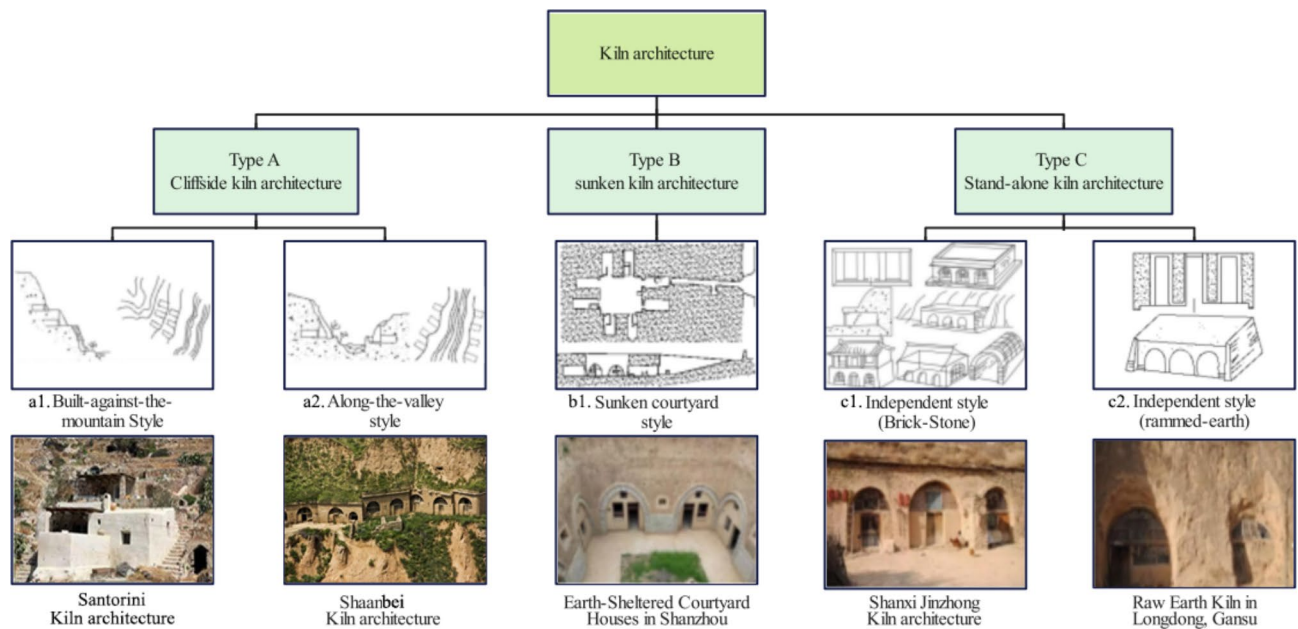 Kiln architecture
Type A
Cliffside kiln architecture
Type B
sunken kiln architecture
Type C
Stand-alone kiln architecture
a1. Built-against-the-
mountain Style
a2. Along-the-valley
style
b1. Sunken courtyard
style
c1. Independent style
(Brick-Stone)
c2. Independent style
(rammed-earth)
Santorini
Kiln architecture
Shaanbei
Kiln architecture
Earth-Sheltered Courtyard
Houses in Shanzhou
Shanxi Jinzhong
Kiln architecture
Raw Earth Kiln in
Longdong, Gansu